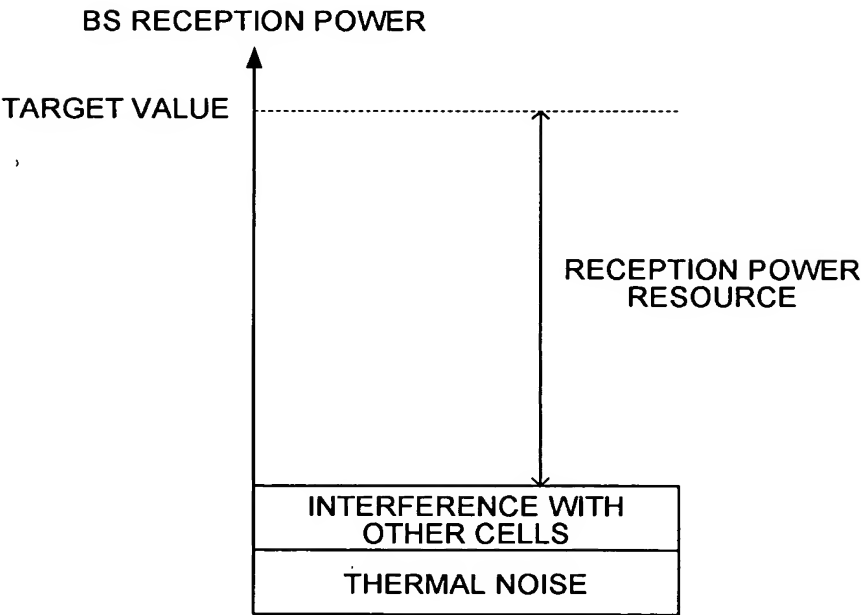 BS RECEPTION POWER
TARGET VALUE
RECEPTION POWER
RESOURCE
INTERFERENCE WITH
OTHER CELLS
THERMAL NOISE